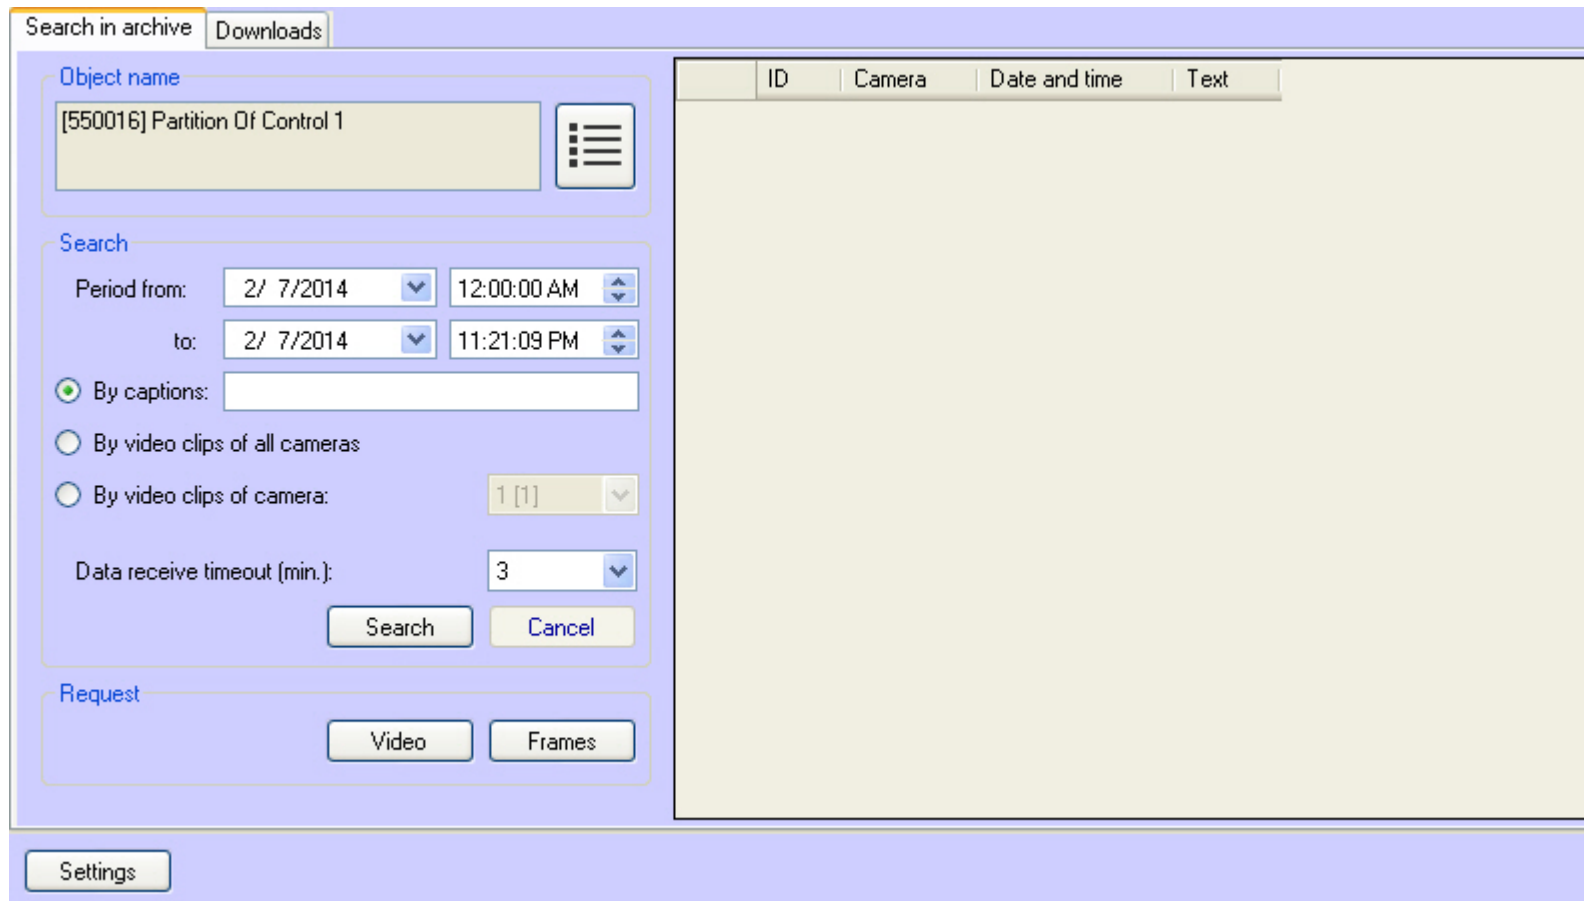 Search in archive Downloads
Object name
[550016] Partition Of Control 1
ID Camera Date and time Text
Search
Period from: 2/ 7/2014 12:00:00 AM
to: 2/ 7/2014 11:21:09 PM
By captions:
By video clips of all cameras
By video clips of camera: 1 [1]
Data receive timeout (min.): 3
Search Cancel
Request
Video Frames
Settings